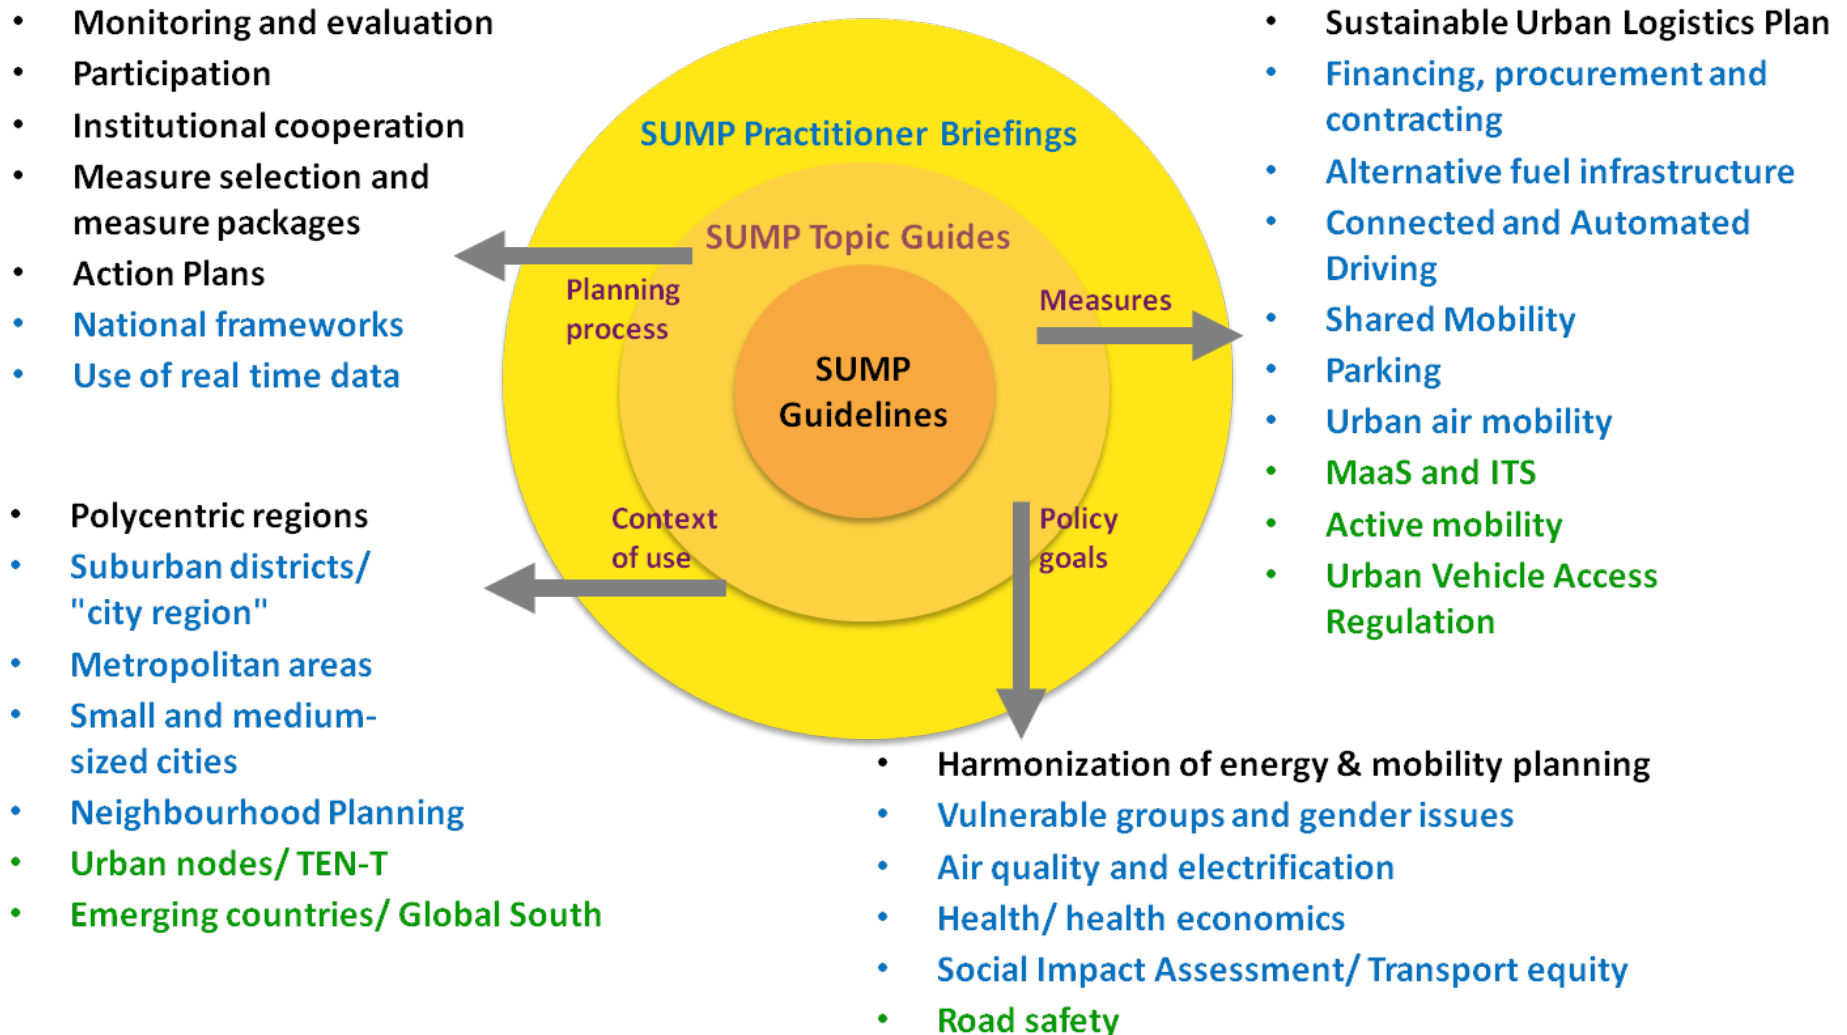 • Monitoring and evaluation
• Participation
• Institutional cooperation
• Measure selection and
measure packages
• Action Plans
• National frameworks
• Use of real time data
• Polycentric regions
• Suburban districts/
"city region"
• Metropolitan areas
• Small and medium-
sized cities
• Neighbourhood Planning
• Urban nodes/ TEN-T
• Emerging countries/ Global South
SUMP Practitioner Briefings
SUMP Topic Guides
Planning
process
Measures
SUMP
Guidelines
Context
of use
Policy
goals
• Sustainable Urban Logistics Plan
• Financing, procurement and
contracting
• Alternative fuel infrastructure
• Connected and Automated
Driving
• Shared Mobility
• Parking
• Urban air mobility
• MaaS and ITS
• Active mobility
• Urban Vehicle Access
Regulation
• Harmonization of energy & mobility planning
• Vulnerable groups and gender issues
• Air quality and electrification
• Health/ health economics
• Social Impact Assessment/ Transport equity
• Road safety